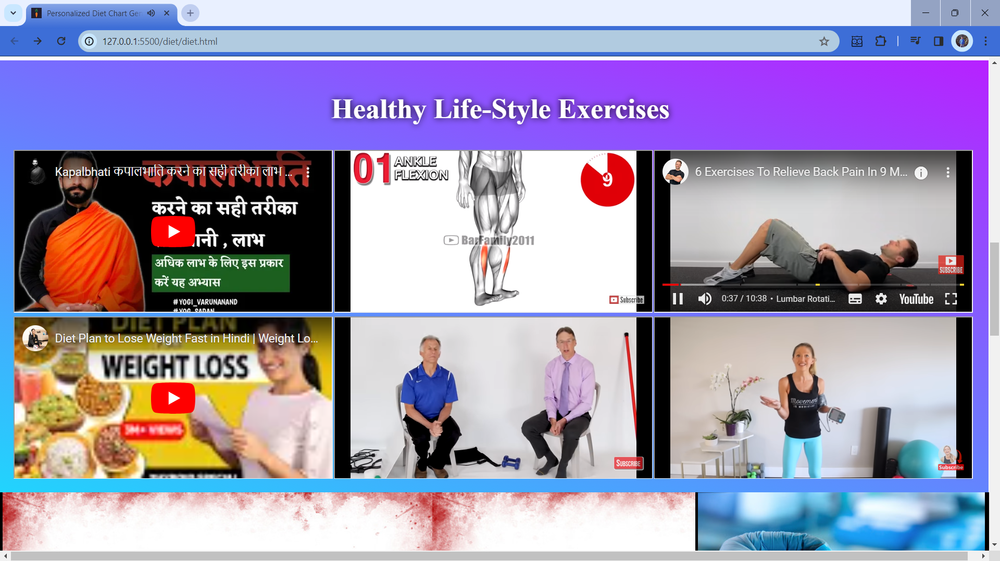 Personalized Diet Chart Ger
127.0.0.1:5500/diet/diet.html
Healthy Life-Style Exercises
Kapalbhati कपालभाति करने का सही तरीका लाभ ...
कपालभाति
करने का सही तरीका
नी , लाभ
अधिक लाभ के लिए इस प्रकार
करें यह अभ्यास
#YOGI_VARUNANAND
#YOG_SADAN
01 ANKLE
FLEXION
9
BarFamily2011
Subscribe
6 Exercises To Relieve Back Pain In 9 M...
SUBSCRIBE
0:37 / 10:38 • Lumbar Rotati...
YouTube
DIET PLAN
Diet Plan to Lose Weight Fast in Hindi | Weight Lo...
WEIGHT LOSS
3M+ VIEWS
SUBSCRIBE
Movement
IS MEDICINE
Subscribe